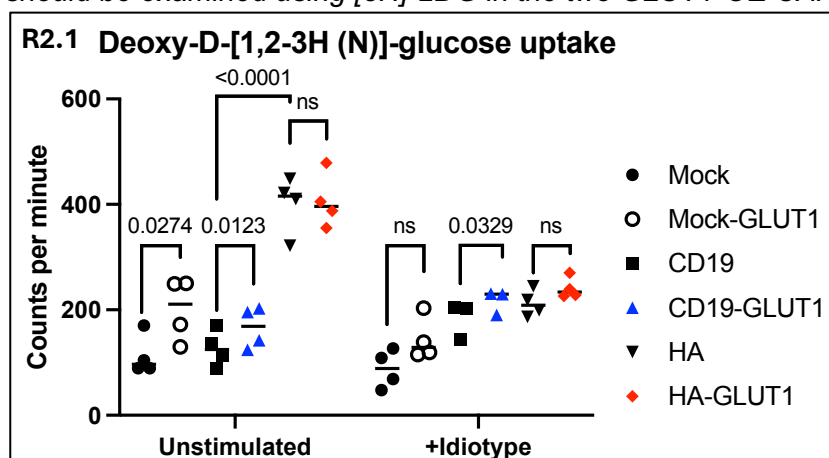 should be examined using [3H]-2DG in the two GLUT1-OE CAR
R2.1 Deoxy-D-[1,2-3H (N)]-glucose uptake
<0.0001
ns
600
0.0274
0.0123
ns
0.0329
ns
400
200
0
Counts per minute
Unstimulated
+Idiotype
Mock
Mock-GLUT1
CD19
CD19-GLUT1
HA
HA-GLUT1